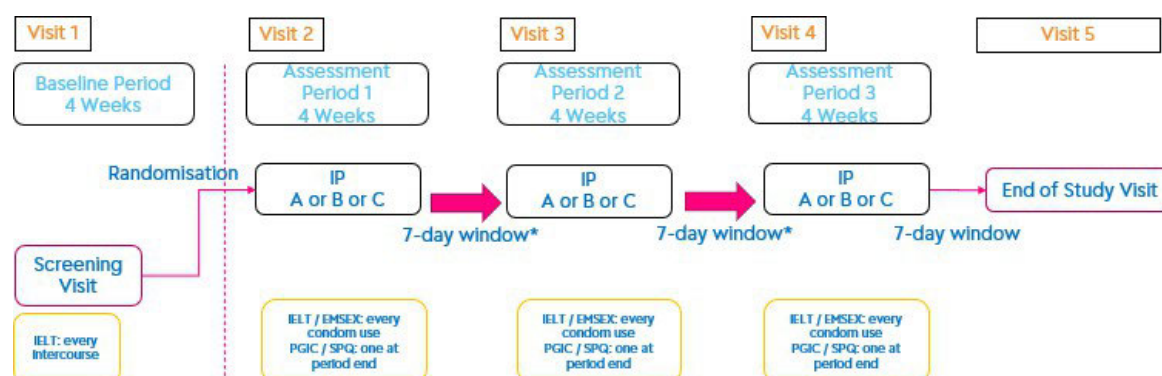 Visit 1
Visit 2
Visit 3
Visit 4
Visit 5
Baseline Period
4 Weeks
Assessment
Period 1
4 Weeks
Assessment
Period 2
4 Weeks
Assessment
Period 3
4 Weeks
Randomisation
IP
A or B or C
IP
A or B or C
IP
A or B or C
End of Study Visit
7-day window*
7-day window*
7-day window
Screening
Visit
IELT: every
Intercourse
IELT / EMSEX: every
condom use
PGIC / SPQ: one at
period end
IELT / EMSEX: every
condom use
PGIC / SPQ: one at
period end
IELT / EMSEX: every
condom use
PGIC / SPQ: one at
period end